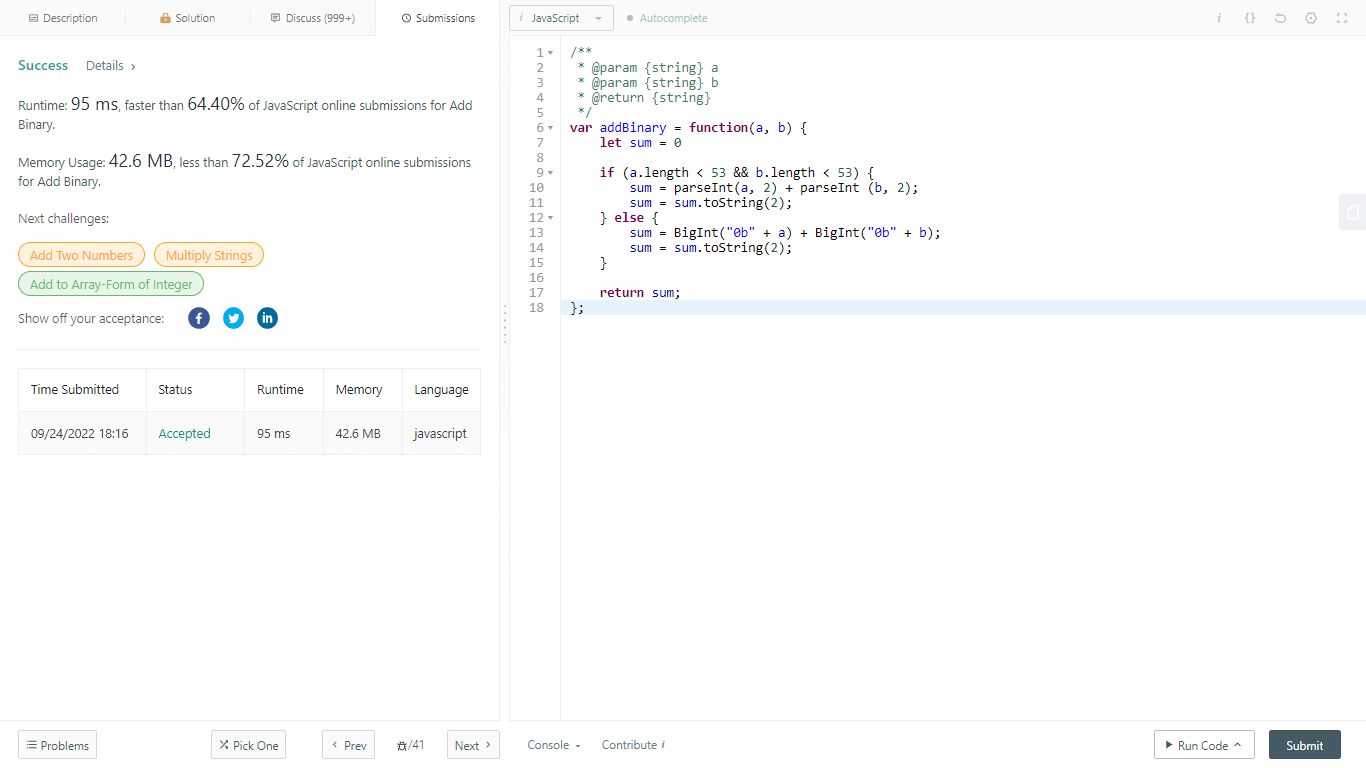 Description
Solution
Discuss (999+)
Submissions
i JavaScript
Autocomplete
i {}
Success Details >
Runtime: 95 ms, faster than 64.40% of JavaScript online submissions for Add
Binary.
Memory Usage: 42.6 MB, less than 72.52% of JavaScript online submissions
for Add Binary.
Next challenges:
Add Two Numbers
Multiply Strings
Add to Array-Form of Integer
Show off your acceptance: f in
Time Submitted Status Runtime Memory Language
09/24/2022 18:16 Accepted 95 ms 42.6 MB javascript
1 /**
2  * @param {string} a
3  * @param {string} b
4  * @return {string}
5  */
6 var addBinary = function(a, b) {
7     let sum = 0
8
9     if (a.length < 53 && b.length < 53) {
10         sum = parseInt(a, 2) + parseInt (b, 2);
11         sum = sum.toString(2);
12     } else {
13         sum = BigInt("0b" + a) + BigInt("0b" + b);
14         sum = sum.toString(2);
15     }
16
17     return sum;
18 };
Problems
Pick One
< Prev
/41
Next >
Console
Contribute i
Run Code
Submit